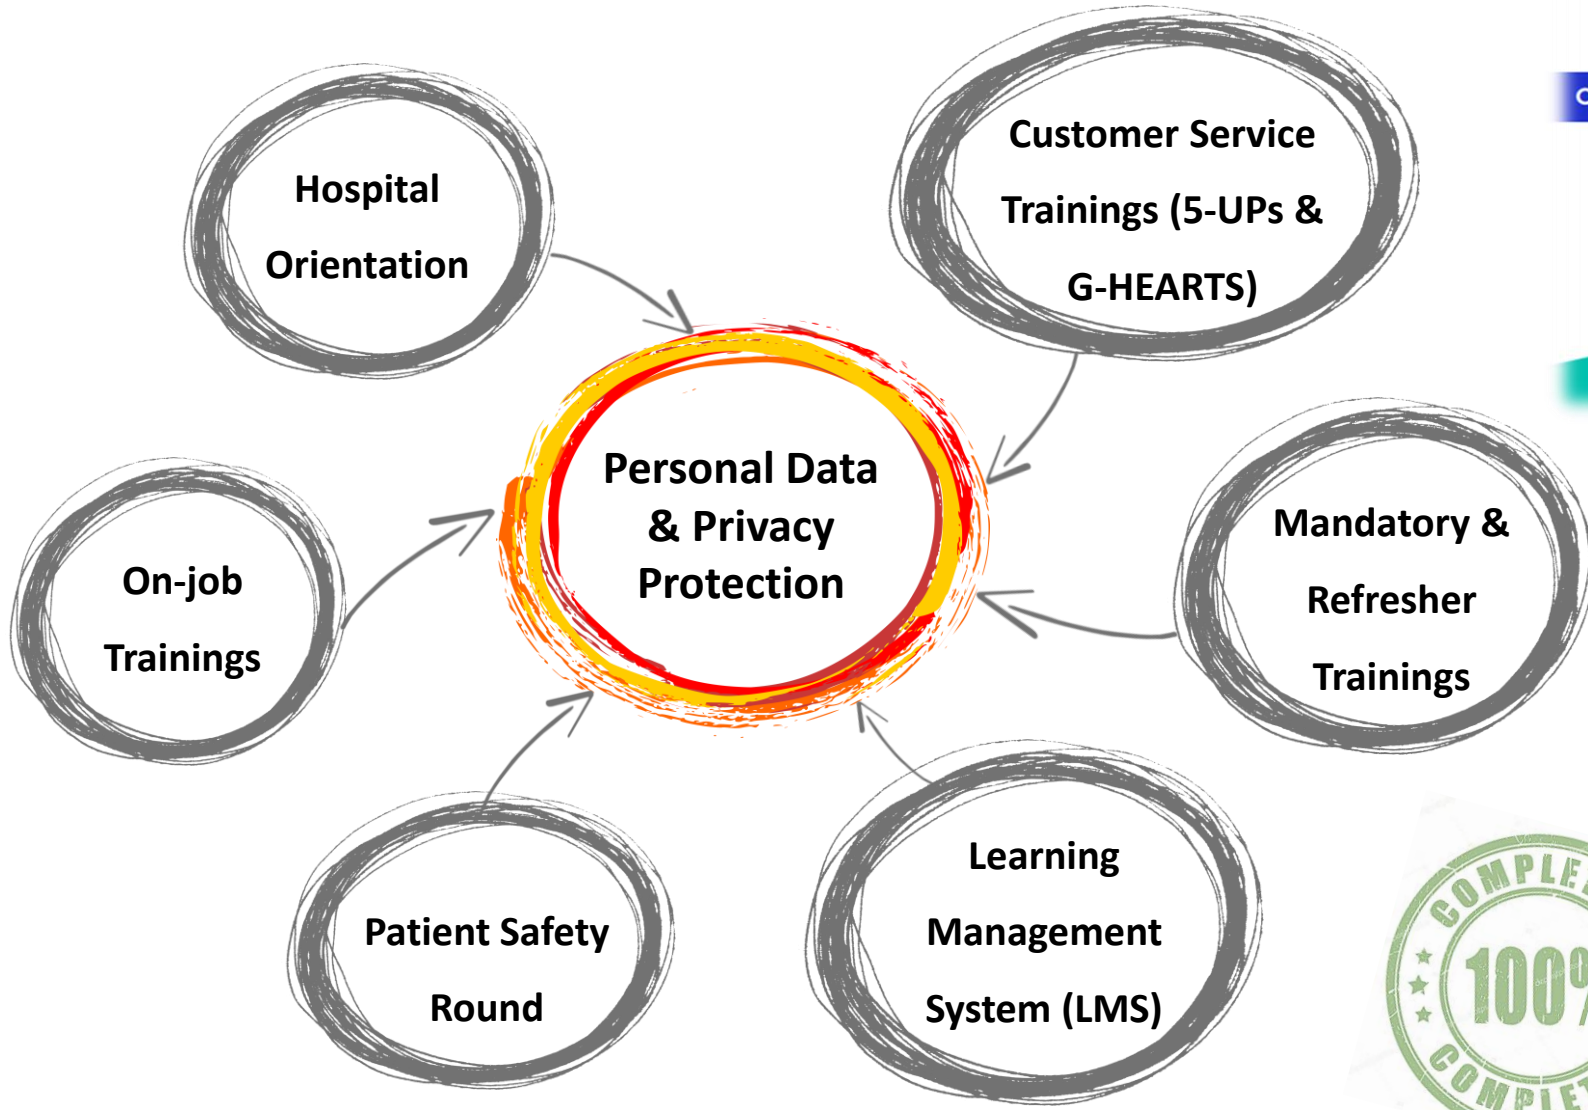 Hospital
Orientation
Customer Service
Trainings (5-UPs &
G-HEARTS)
Personal Data
& Privacy
Protection
On-job
Trainings
Mandatory &
Refresher
Trainings
Patient Safety
Round
Learning
Management
System (LMS)
100%